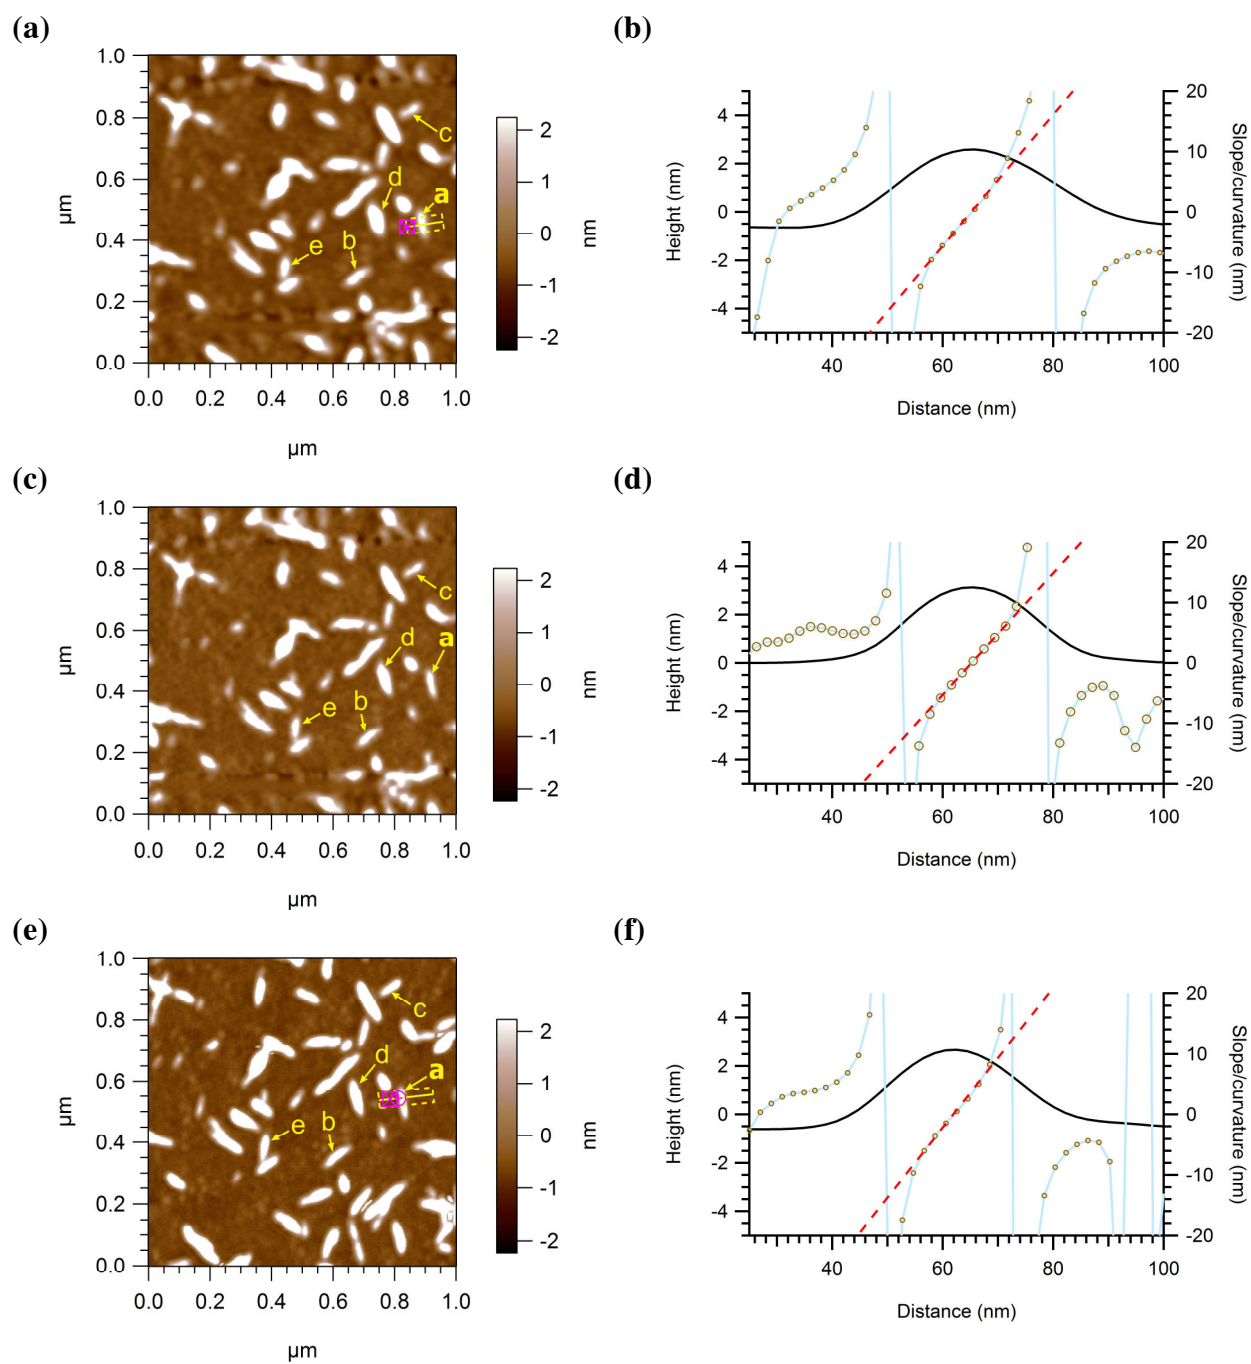 (a)
1.0
0.8
0.6
0.4
0.2
0.0
µm
0.0 0.2 0.4 0.6 0.8 1.0
µm
c
d
a
e
b
2
1
0
-1
-2
nm
(b)
4
2
0
-2
-4
Height (nm)
40 60 80 100
Distance (nm)
20
10
0
-10
-20
Slope/curvature (nm)
(c)
1.0
0.8
0.6
0.4
0.2
0.0
µm
0.0 0.2 0.4 0.6 0.8 1.0
µm
c
a
d
e
b
2
1
0
-1
-2
nm
(d)
4
2
0
-2
-4
Height (nm)
40 60 80 100
Distance (nm)
20
10
0
-10
-20
Slope/curvature (nm)
(e)
1.0
0.8
0.6
0.4
0.2
0.0
µm
0.0 0.2 0.4 0.6 0.8 1.0
µm
c
d
a
e
b
2
1
0
-1
-2
nm
(f)
4
2
0
-2
-4
Height (nm)
40 60 80 100
Distance (nm)
20
10
0
-10
-20
Slope/curvature (nm)